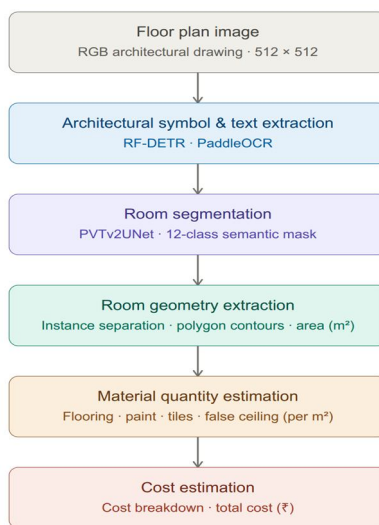 Floor plan image
RGB architectural drawing · 512 × 512
Architectural symbol & text extraction
RF-DETR · PaddleOCR
Room segmentation
PVTv2UNet · 12-class semantic mask
Room geometry extraction
Instance separation · polygon contours · area (m²)
Material quantity estimation
Flooring · paint · tiles · false ceiling (per m²)
Cost estimation
Cost breakdown · total cost (₹)